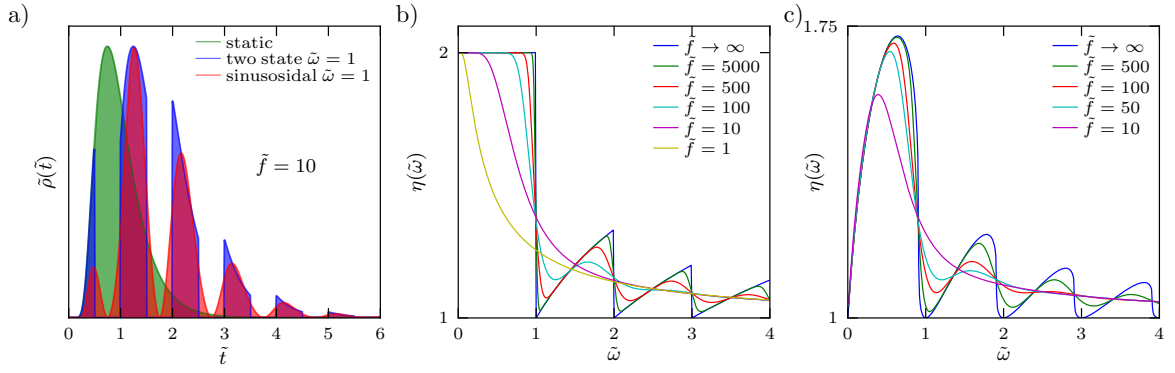 a)
static
two state ω̃ = 1
sinusosidal ω̃ = 1
f̃ = 10
ρ̃(t̃)
0 1 2 3 4 5 6
t̃
b)
2
1
η(ω̃)
f̃ → ∞
f̃ = 5000
f̃ = 500
f̃ = 100
f̃ = 10
f̃ = 1
0 1 2 3 4
ω̃
c)
1.75
1
η(ω̃)
f̃ → ∞
f̃ = 500
f̃ = 100
f̃ = 50
f̃ = 10
0 1 2 3 4
ω̃